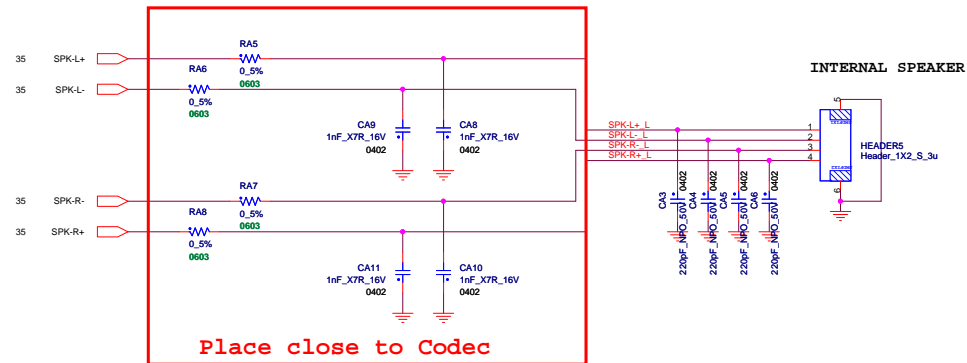 35 SPK-L+
RA5
0_5%
0603
35 SPK-L-
RA6
0_5%
0603
CA9
1nF_X7R_16V
0402
CA8
1nF_X7R_16V
0402
35 SPK-R-
RA7
0_5%
0603
35 SPK-R+
RA8
0_5%
0603
CA11
1nF_X7R_16V
0402
CA10
1nF_X7R_16V
0402
Place close to Codec
INTERNAL SPEAKER
SPK-L+_L
SPK-L-_L
SPK-R-_L
SPK-R+_L
1
2
3
4
5
6
HEADER5
Header_1X2_S_3u
CA3
220pF_NPO_50V
0402
CA4
220pF_NPO_50V
0402
CA5
220pF_NPO_50V
0402
CA6
220pF_NPO_50V
0402